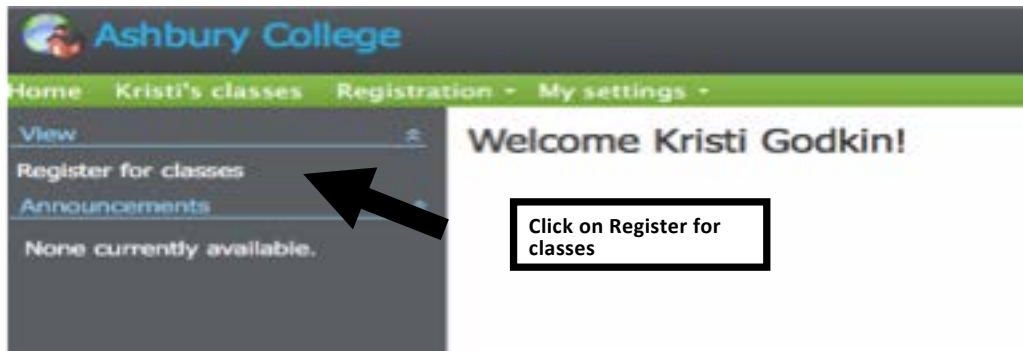 Ashbury College
Home Kristi's classes Registration My settings
View
Register for classes
Announcements
None currently available.
Welcome Kristi Godkin!
Click on Register for
classes